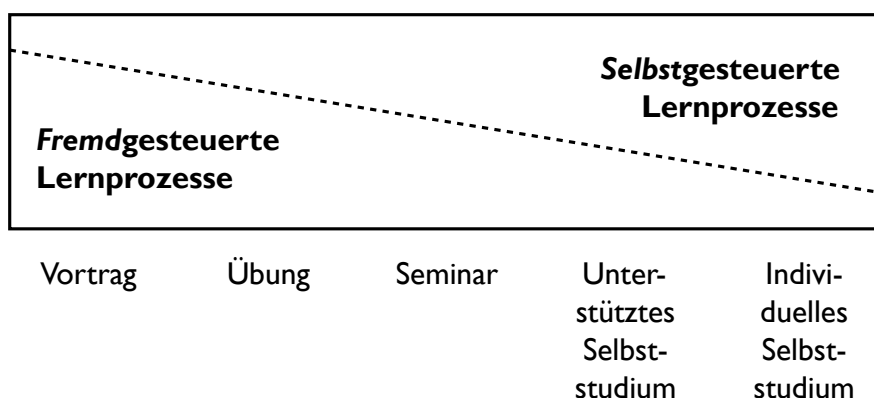 Selbstgesteuerte
Lernprozesse
Fremdgesteuerte
Lernprozesse
Vortrag
Übung
Seminar
Unter-
stütztes
Selbst-
studium
Indivi-
duelles
Selbst-
studium